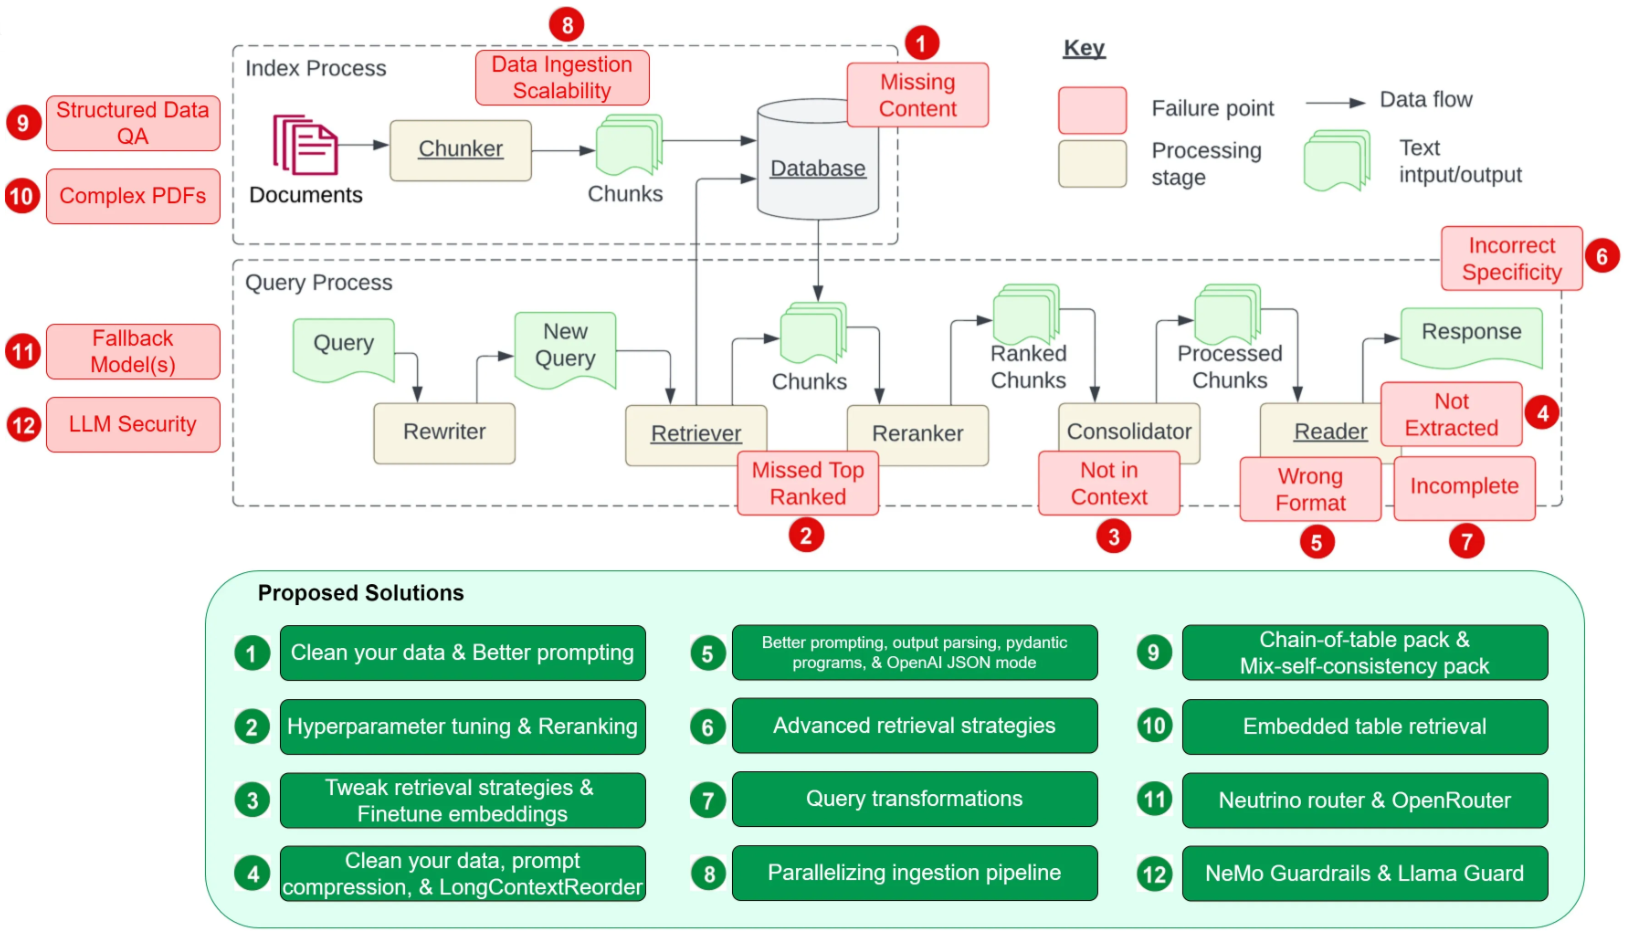 8
1
Index Process
Data Ingestion
Scalability
Missing
Content
Key
9
Structured Data
QA
Failure point
Data flow
Chunker
Database
Processing
stage
Text
intput/output
10
Complex PDFs
Documents
Chunks
Incorrect
Specificity
6
Query Process
11
Fallback
Model(s)
Query
New
Query
Chunks
Ranked
Chunks
Processed
Chunks
Response
12
LLM Security
Rewriter
Retriever
Reranker
Consolidator
Reader
Not
Extracted
4
Missed Top
Ranked
Not in
Context
Wrong
Format
Incomplete
2
3
5
7
Proposed Solutions
1
Clean your data & Better prompting
2
Hyperparameter tuning & Reranking
3
Tweak retrieval strategies &
Finetune embeddings
4
Clean your data, prompt
compression, & LongContextReorder
5
Better prompting, output parsing, pydantic
programs, & OpenAI JSON mode
6
Advanced retrieval strategies
7
Query transformations
8
Parallelizing ingestion pipeline
9
Chain-of-table pack &
Mix-self-consistency pack
10
Embedded table retrieval
11
Neutrino router & OpenRouter
12
NeMo Guardrails & Llama Guard